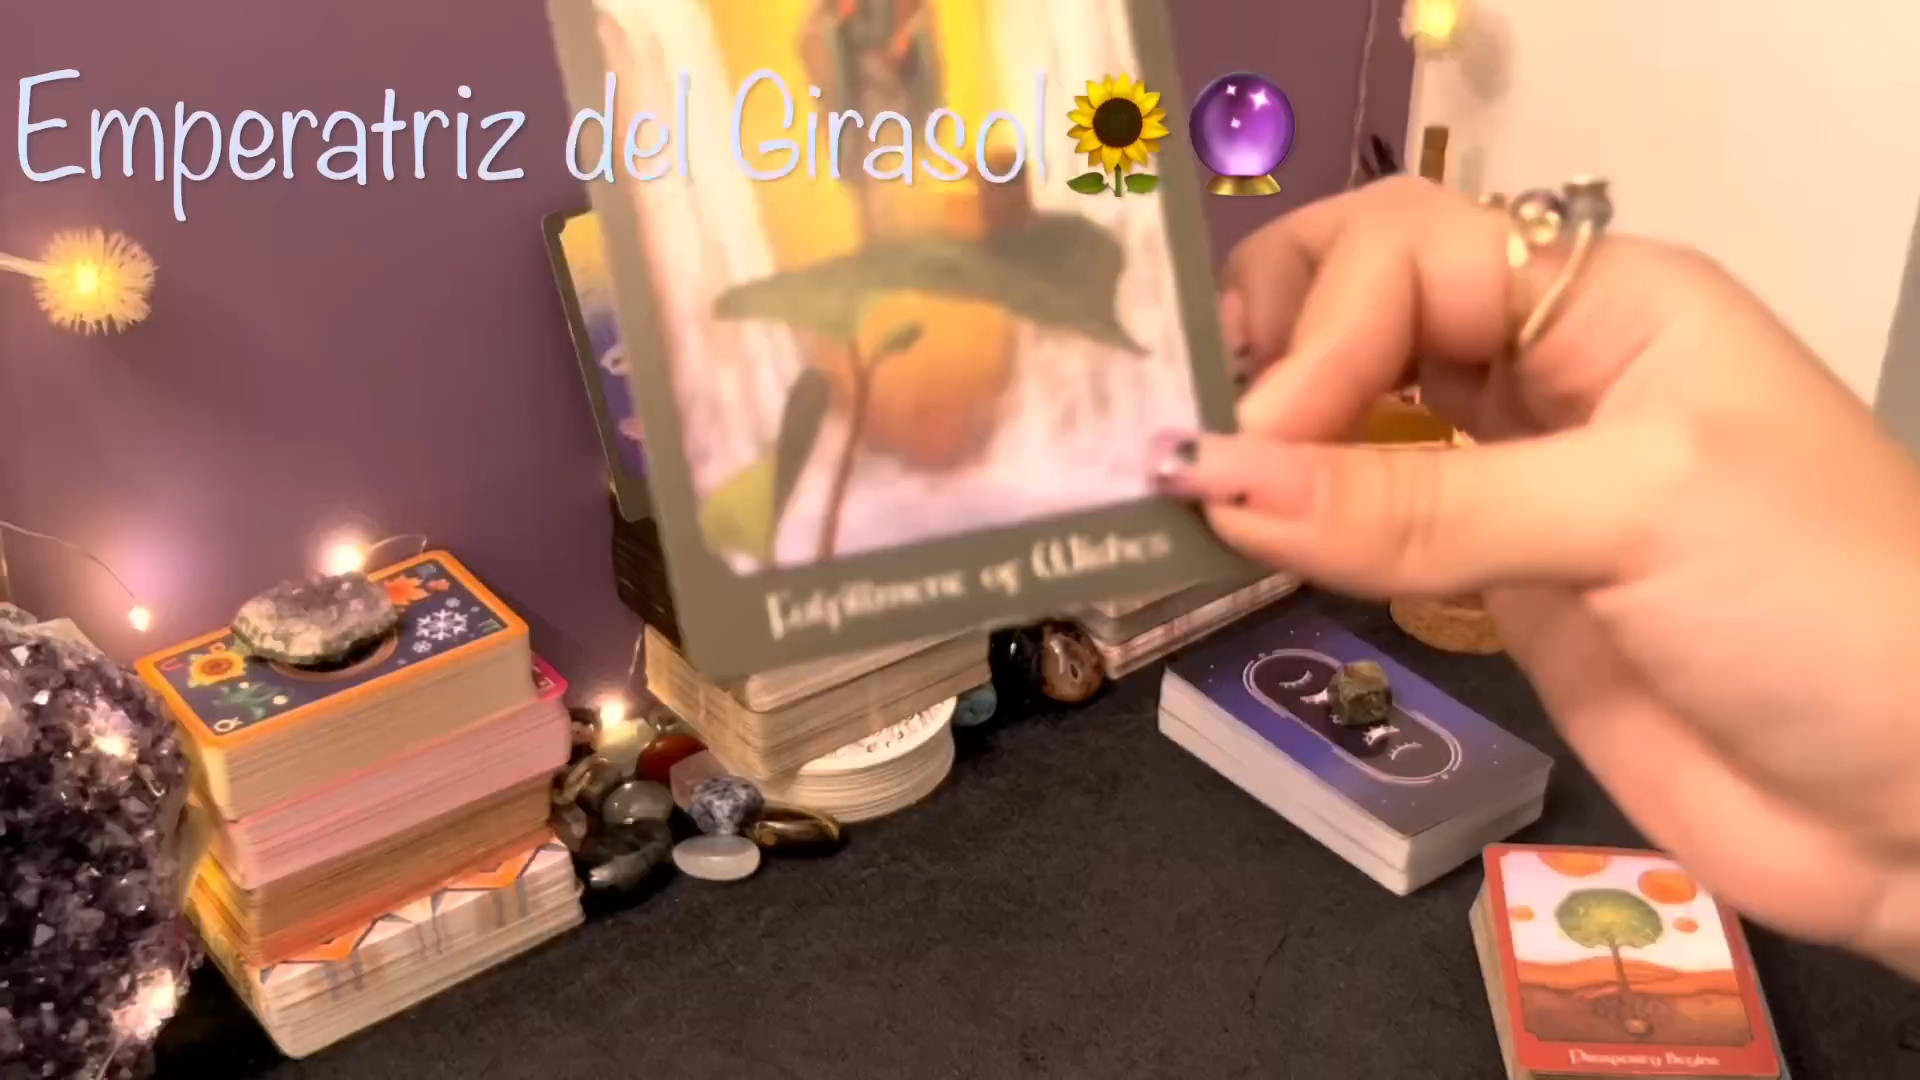 Emperatriz del Girasol🌻🔮
Fulfillment of Wishes
Prosperity Begins